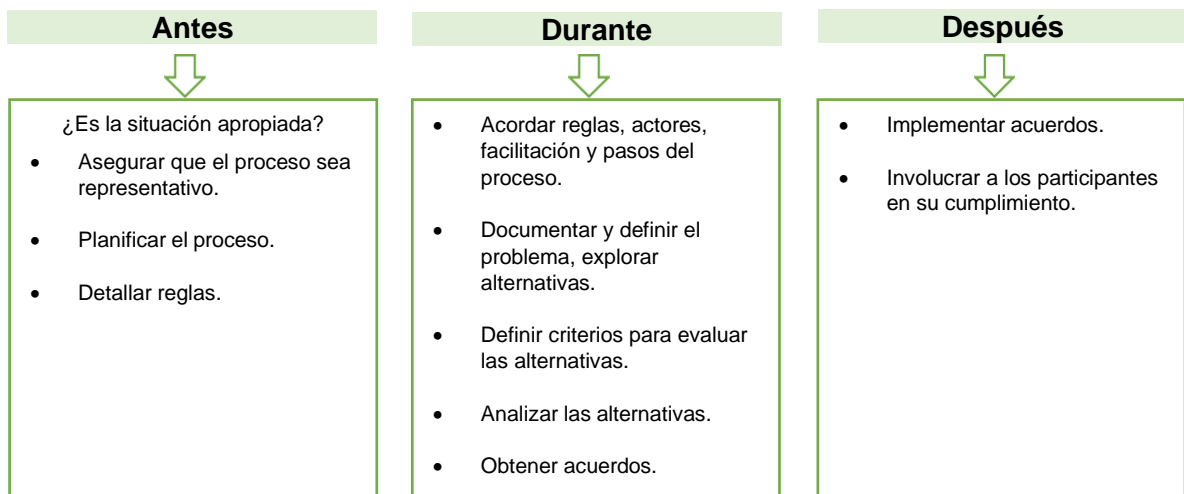 Antes
¿Es la situación apropiada?
• Asegurar que el proceso sea
representativo.
• Planificar el proceso.
• Detallar reglas.
Durante
• Acordar reglas, actores,
facilitación y pasos del
proceso.
• Documentar y definir el
problema, explorar
alternativas.
• Definir criterios para evaluar
las alternativas.
• Analizar las alternativas.
• Obtener acuerdos.
Después
• Implementar acuerdos.
• Involucrar a los participantes
en su cumplimiento.